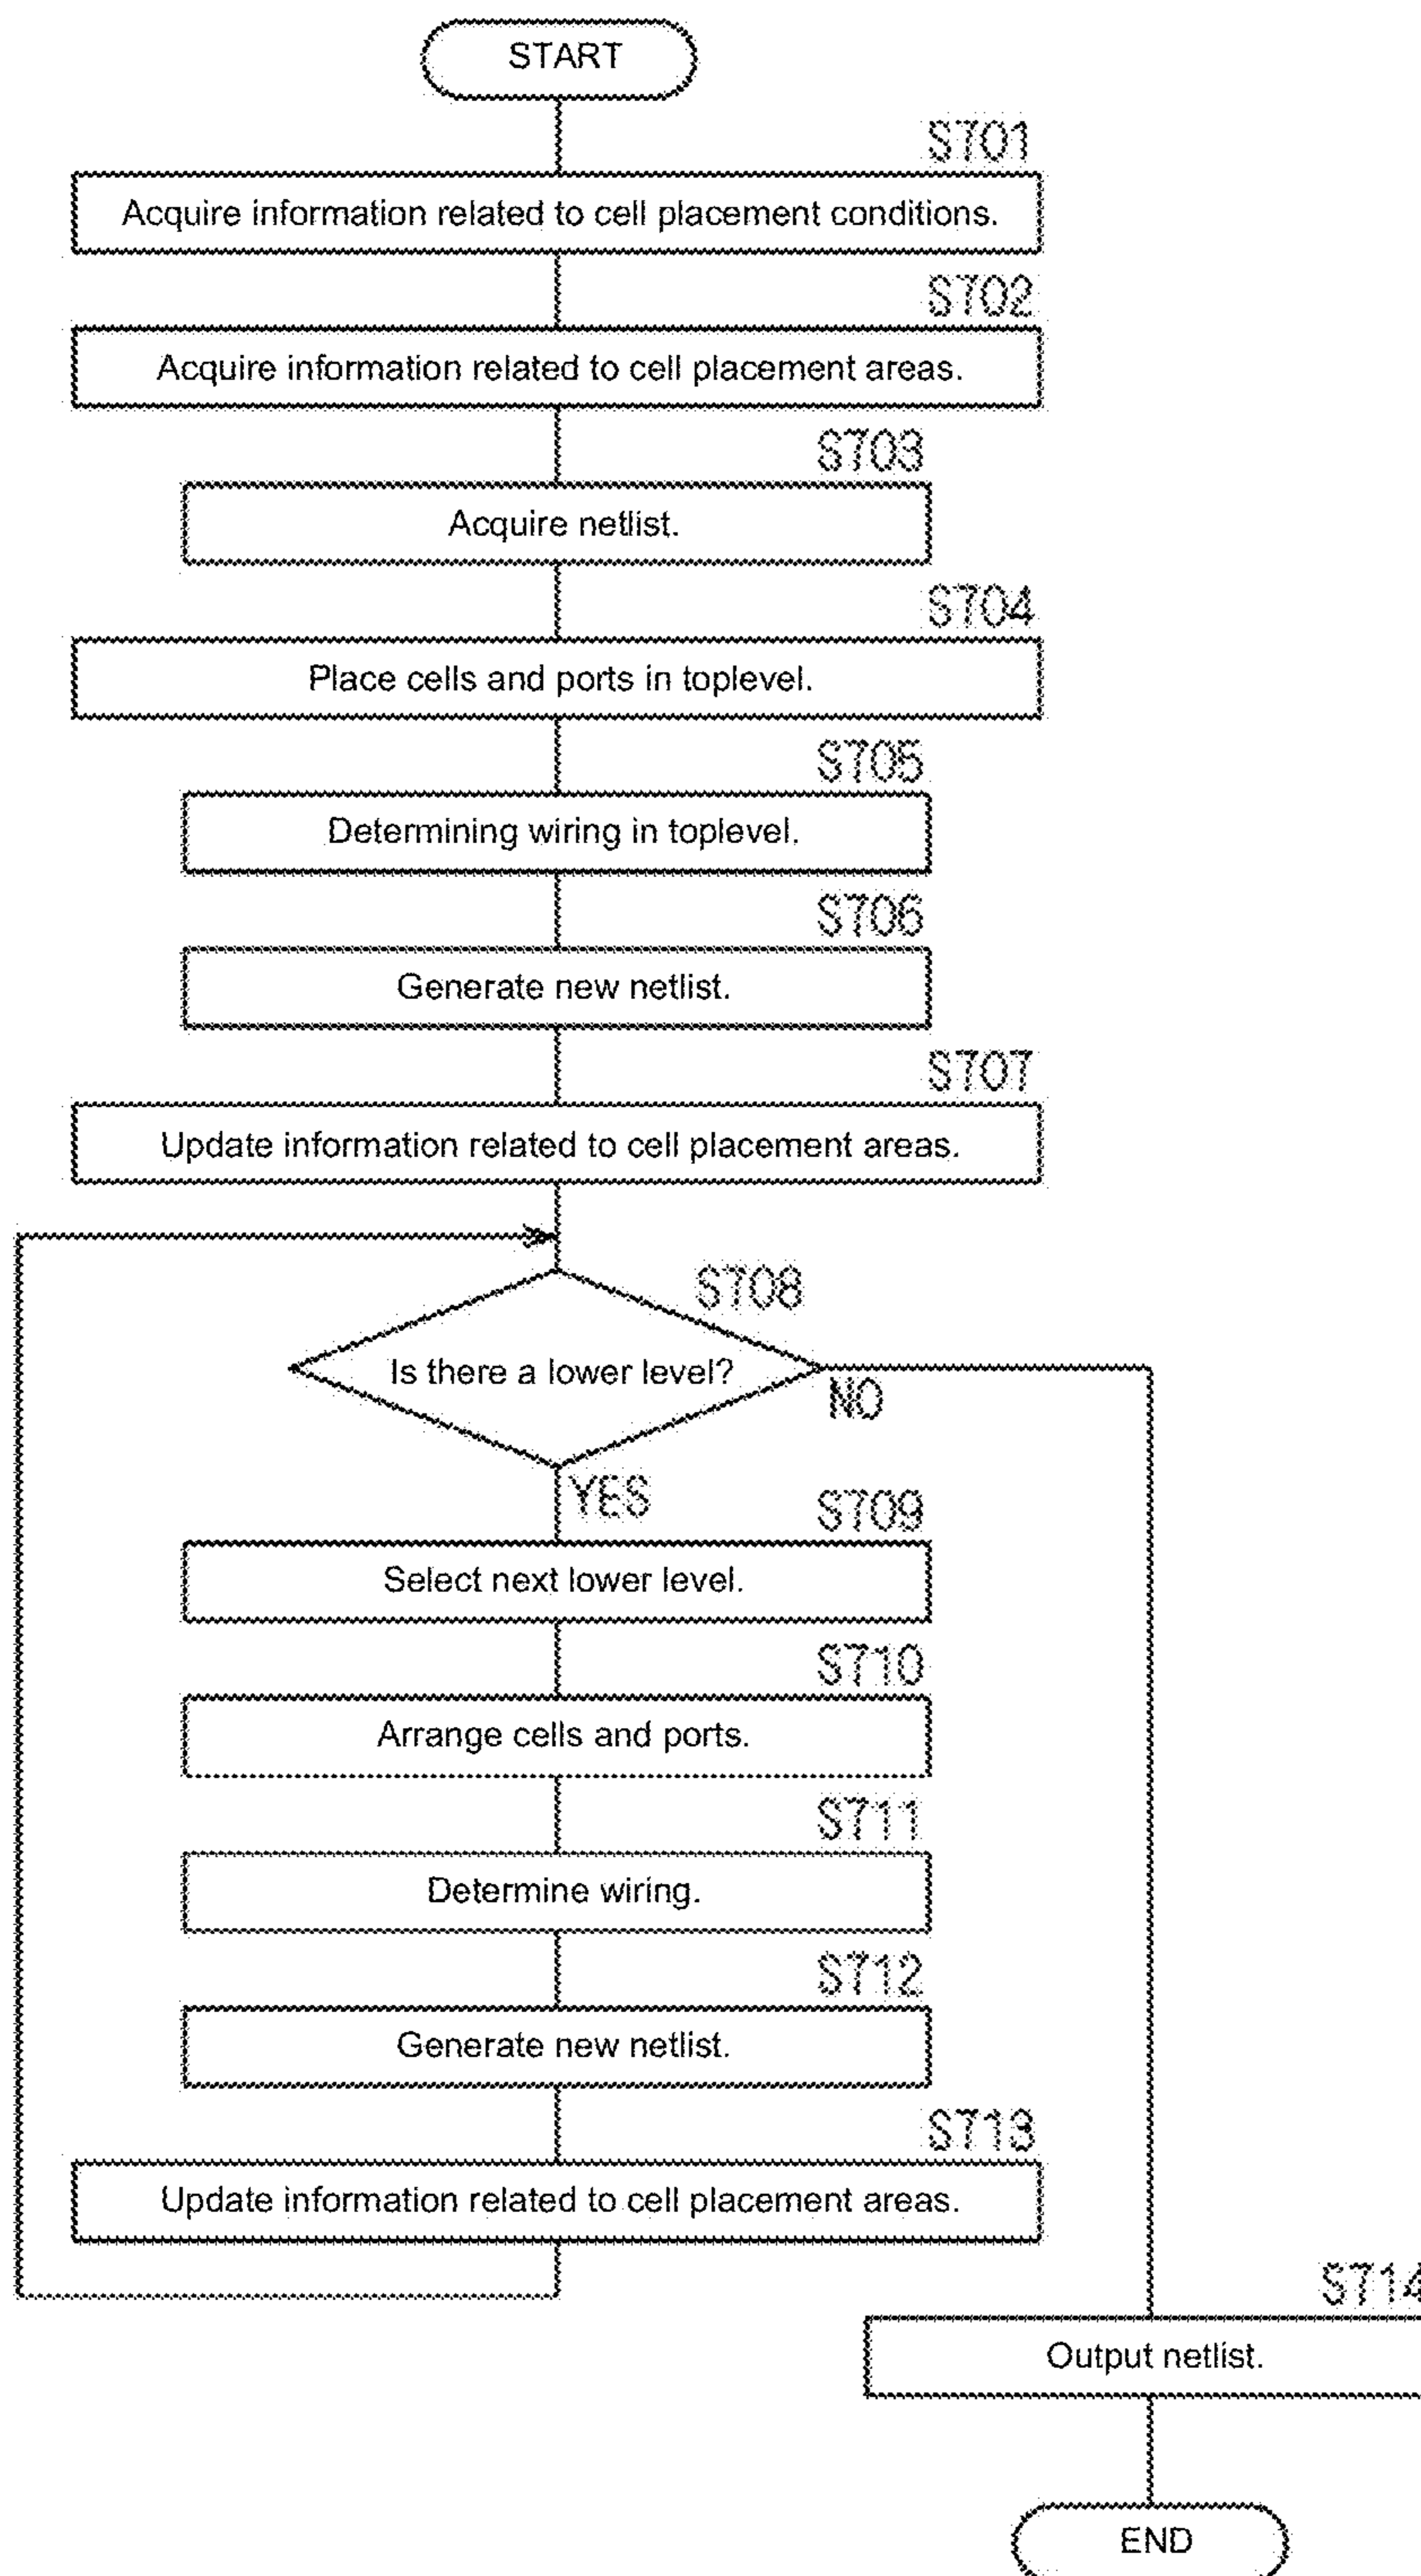 START
S701
Acquire information related to cell placement conditions.
S702
Acquire information related to cell placement areas.
S703
Acquire netlist.
S704
Place cells and ports in toplevel.
S705
Determining wiring in toplevel.
S706
Generate new netlist.
S707
Update information related to cell placement areas.
S708
Is there a lower level?
NO
YES
S709
Select next lower level.
S710
Arrange cells and ports.
S711
Determine wiring.
S712
Generate new netlist.
S713
Update information related to cell placement areas.
S714
Output netlist.
END